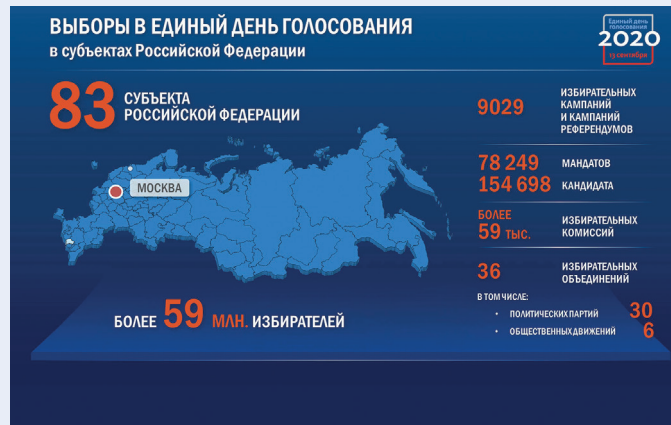 ВЫБОРЫ В ЕДИНЫЙ ДЕНЬ ГОЛОСОВАНИЯ
в субъектах Российской Федерации
Единый день
голосования
2020
13 сентября
83 СУБЪЕКТА
РОССИЙСКОЙ ФЕДЕРАЦИИ
МОСКВА
БОЛЕЕ 59 МЛН. ИЗБИРАТЕЛЕЙ
9029 ИЗБИРАТЕЛЬНЫХ
КАМПАНИЙ
И КАМПАНИЙ
РЕФЕРЕНДУМОВ
78 249 МАНДАТОВ
154 698 КАНДИДАТА
БОЛЕЕ
59 ТЫС. ИЗБИРАТЕЛЬНЫХ
КОМИССИЙ
36 ИЗБИРАТЕЛЬНЫХ
ОБЪЕДИНЕНИЙ
В ТОМ ЧИСЛЕ:
• ПОЛИТИЧЕСКИХ ПАРТИЙ 30
• ОБЩЕСТВЕННЫХ ДВИЖЕНИЙ 6